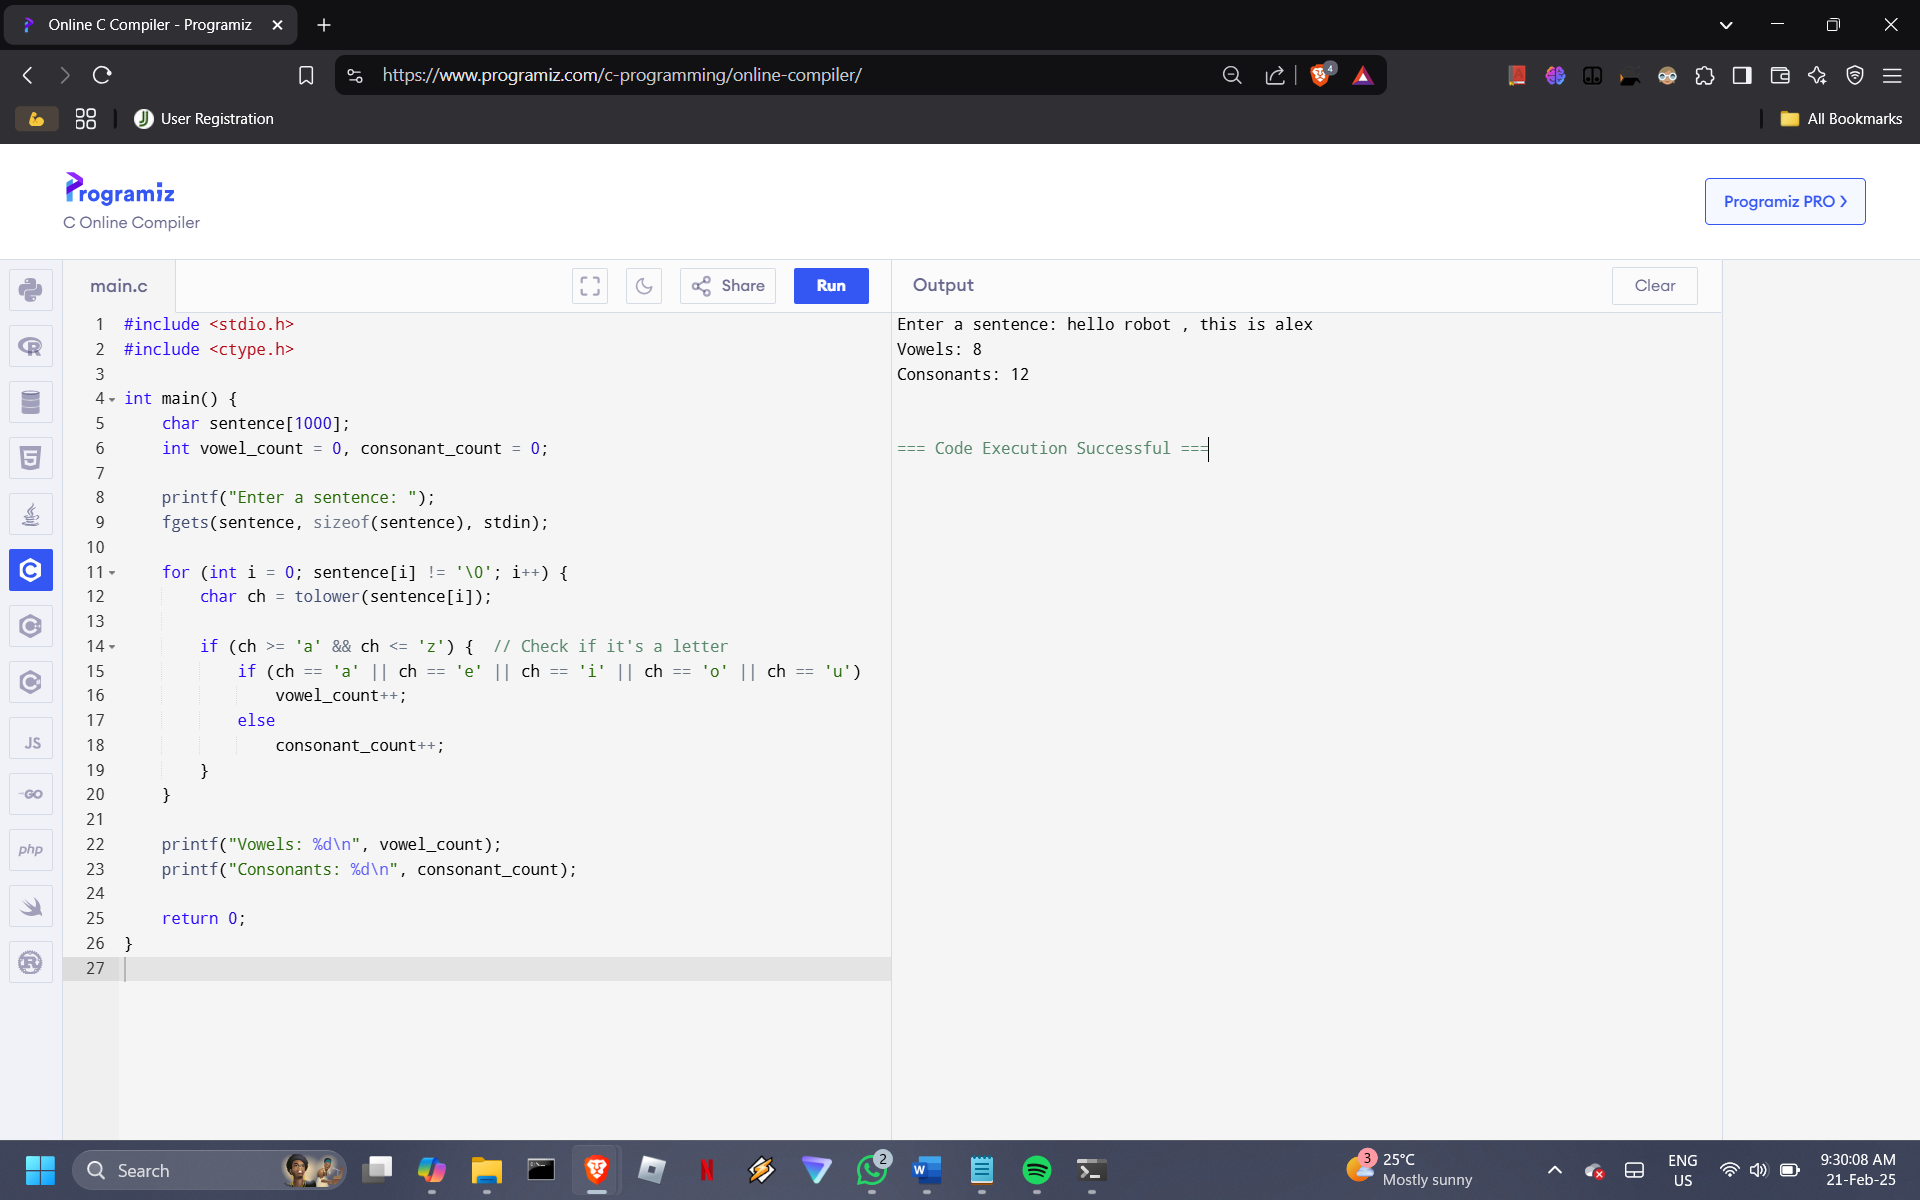 Online C Compiler - Programiz
https://www.programiz.com/c-programming/online-compiler/
4
User Registration
All Bookmarks
Programiz
C Online Compiler
Programiz PRO
main.c
Share
Run
Output
Clear
1 #include <stdio.h>
2 #include <ctype.h>
3
4 int main() {
5     char sentence[1000];
6     int vowel_count = 0, consonant_count = 0;
7
8     printf("Enter a sentence: ");
9     fgets(sentence, sizeof(sentence), stdin);
10
11     for (int i = 0; sentence[i] != '\0'; i++) {
12         char ch = tolower(sentence[i]);
13
14         if (ch >= 'a' && ch <= 'z') {  // Check if it's a letter
15             if (ch == 'a' || ch == 'e' || ch == 'i' || ch == 'o' || ch == 'u')
16                 vowel_count++;
17             else
18                 consonant_count++;
19         }
20     }
21
22     printf("Vowels: %d\n", vowel_count);
23     printf("Consonants: %d\n", consonant_count);
24
25     return 0;
26 }
27
Enter a sentence: hello robot , this is alex
Vowels: 8
Consonants: 12
=== Code Execution Successful ===
R
5
JS
GO
php
R
Search
2
3
25°C
Mostly sunny
ENG
US
9:30:08 AM
21-Feb-25